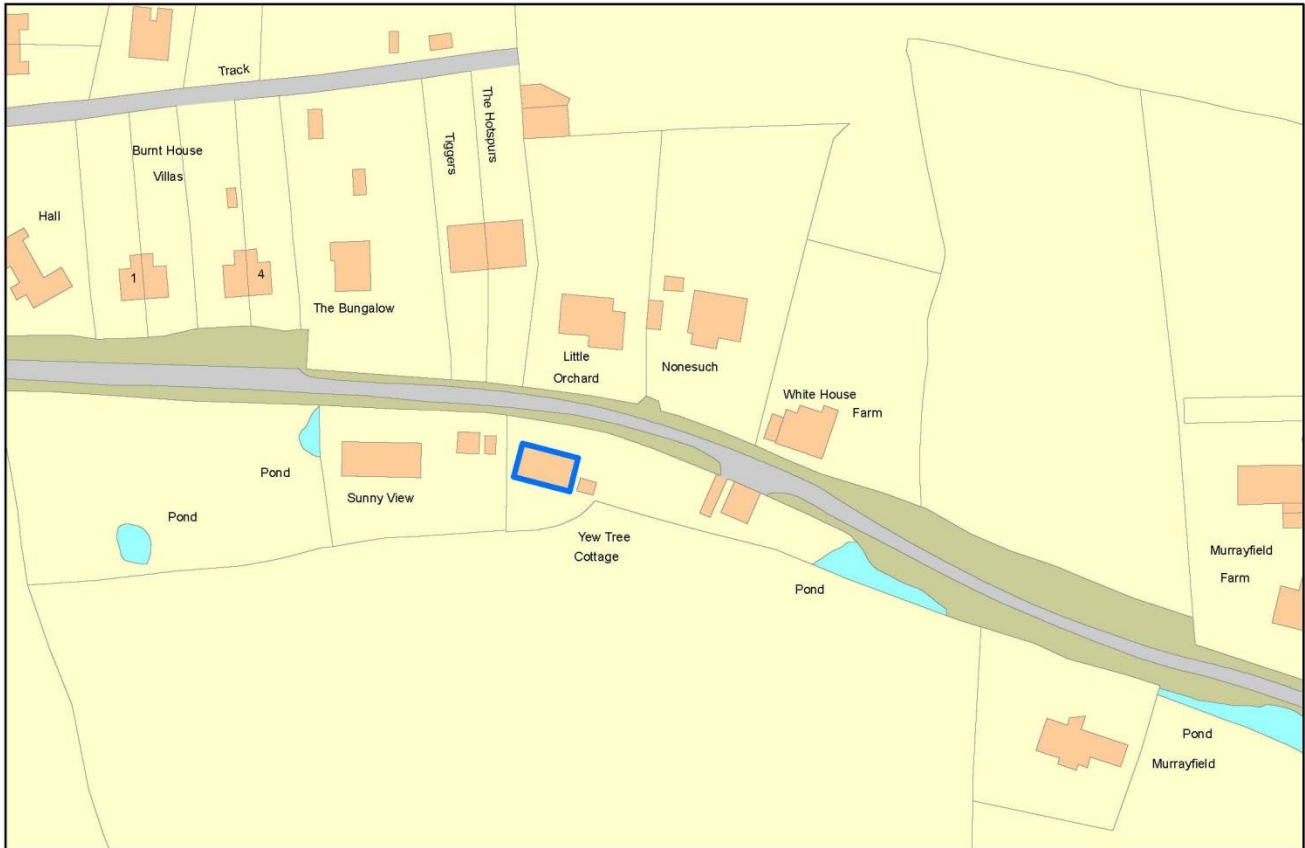 Track
Burnt House
Villas
Tiggers
The Hotspurs
Hall
1
4
The Bungalow
Little
Orchard
Nonesuch
White House
Farm
Pond
Pond
Sunny View
Yew Tree
Cottage
Pond
Murrayfield
Farm
Pond
Murrayfield